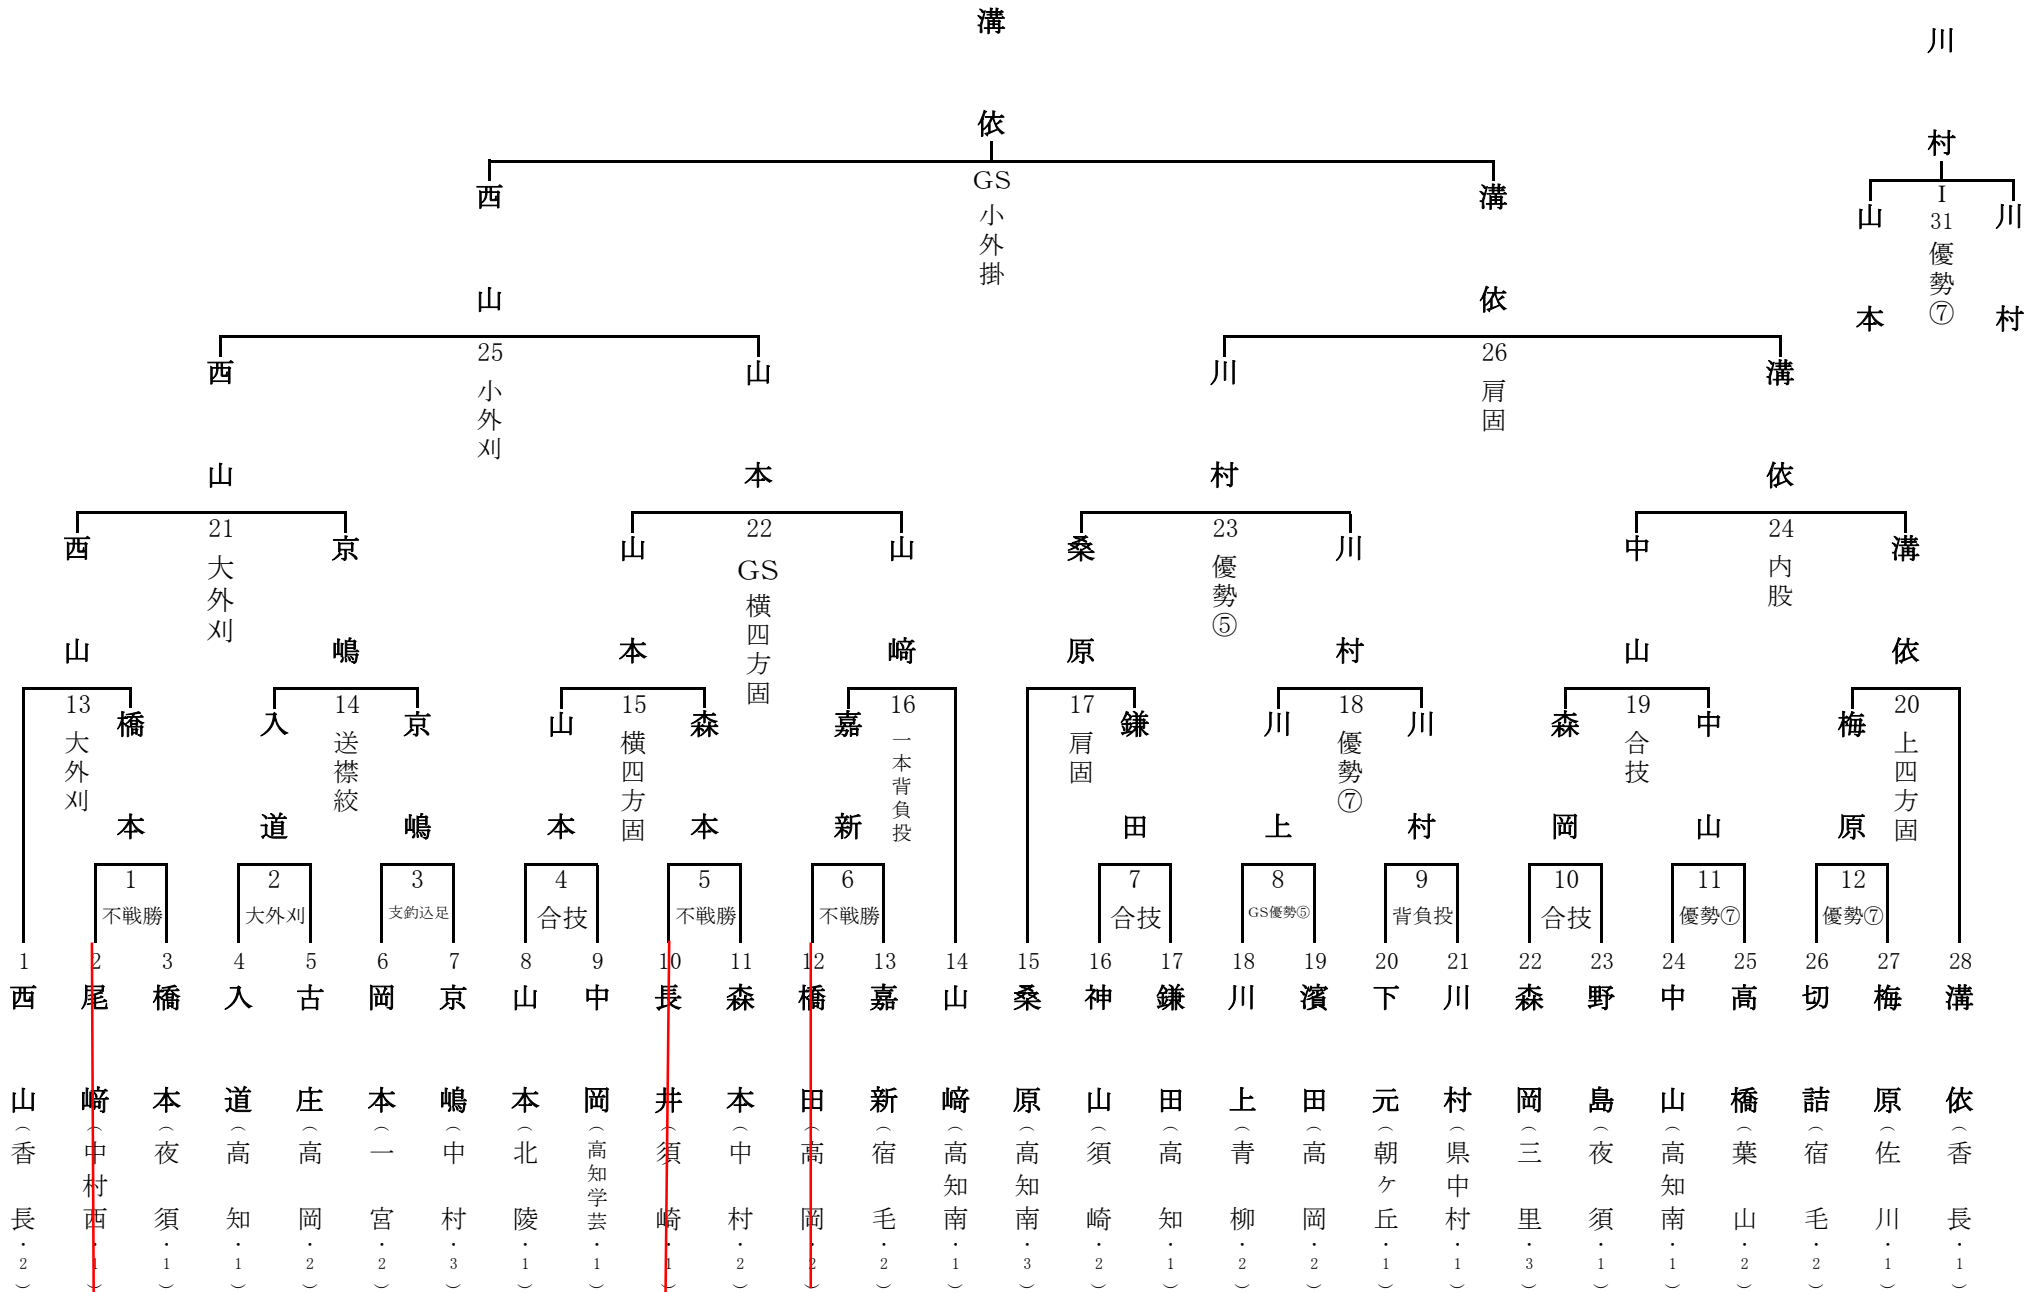 溝依
川村
西山
GS
小外掛
溝依
I
31
優勢⑦
山本
川村
西山
25
小外刈
山本
川村
26
肩固
溝依
西山
21
大外刈
京嶋
山本
22
GS
横四方固
山﨑
桑原
23
優勢⑤
川村
中山
24
内股
溝依
13
大外刈
橋本
入道
14
送襟絞
京嶋
山本
15
横四方固
森本
嘉新
16
一本背負投
17
肩固
鎌田
川上
18
優勢⑦
川村
森岡
19
合技
中山
梅原
20
上四方固
1
不戦勝
2
大外刈
3
支釣込足
4
合技
5
不戦勝
6
不戦勝
7
合技
8
GS優勢⑤
9
背負投
10
合技
11
優勢⑦
12
優勢⑦
1
西山(香長・2)
2
尾﨑(中村西・1)
3
橋本(夜須・1)
4
入道(高知・1)
5
古庄(高岡・2)
6
岡本(一宮・2)
7
京嶋(中村・3)
8
山本(北陵・1)
9
中岡(高知学芸・1)
10
長井(須崎・1)
11
森本(中村・2)
12
橋田(高岡・2)
13
嘉新(宿毛・2)
14
山﨑(高知南・1)
15
桑原(高知南・3)
16
神山(須崎・2)
17
鎌田(高知・1)
18
川上(青柳・2)
19
濱田(高岡・2)
20
下元(朝ケ丘・1)
21
川村(県中村・1)
22
森岡(三里・3)
23
野島(夜須・1)
24
中山(高知南・1)
25
高橋(葉山・2)
26
切詰(宿毛・2)
27
梅原(佐川・1)
28
溝依(香長・1)